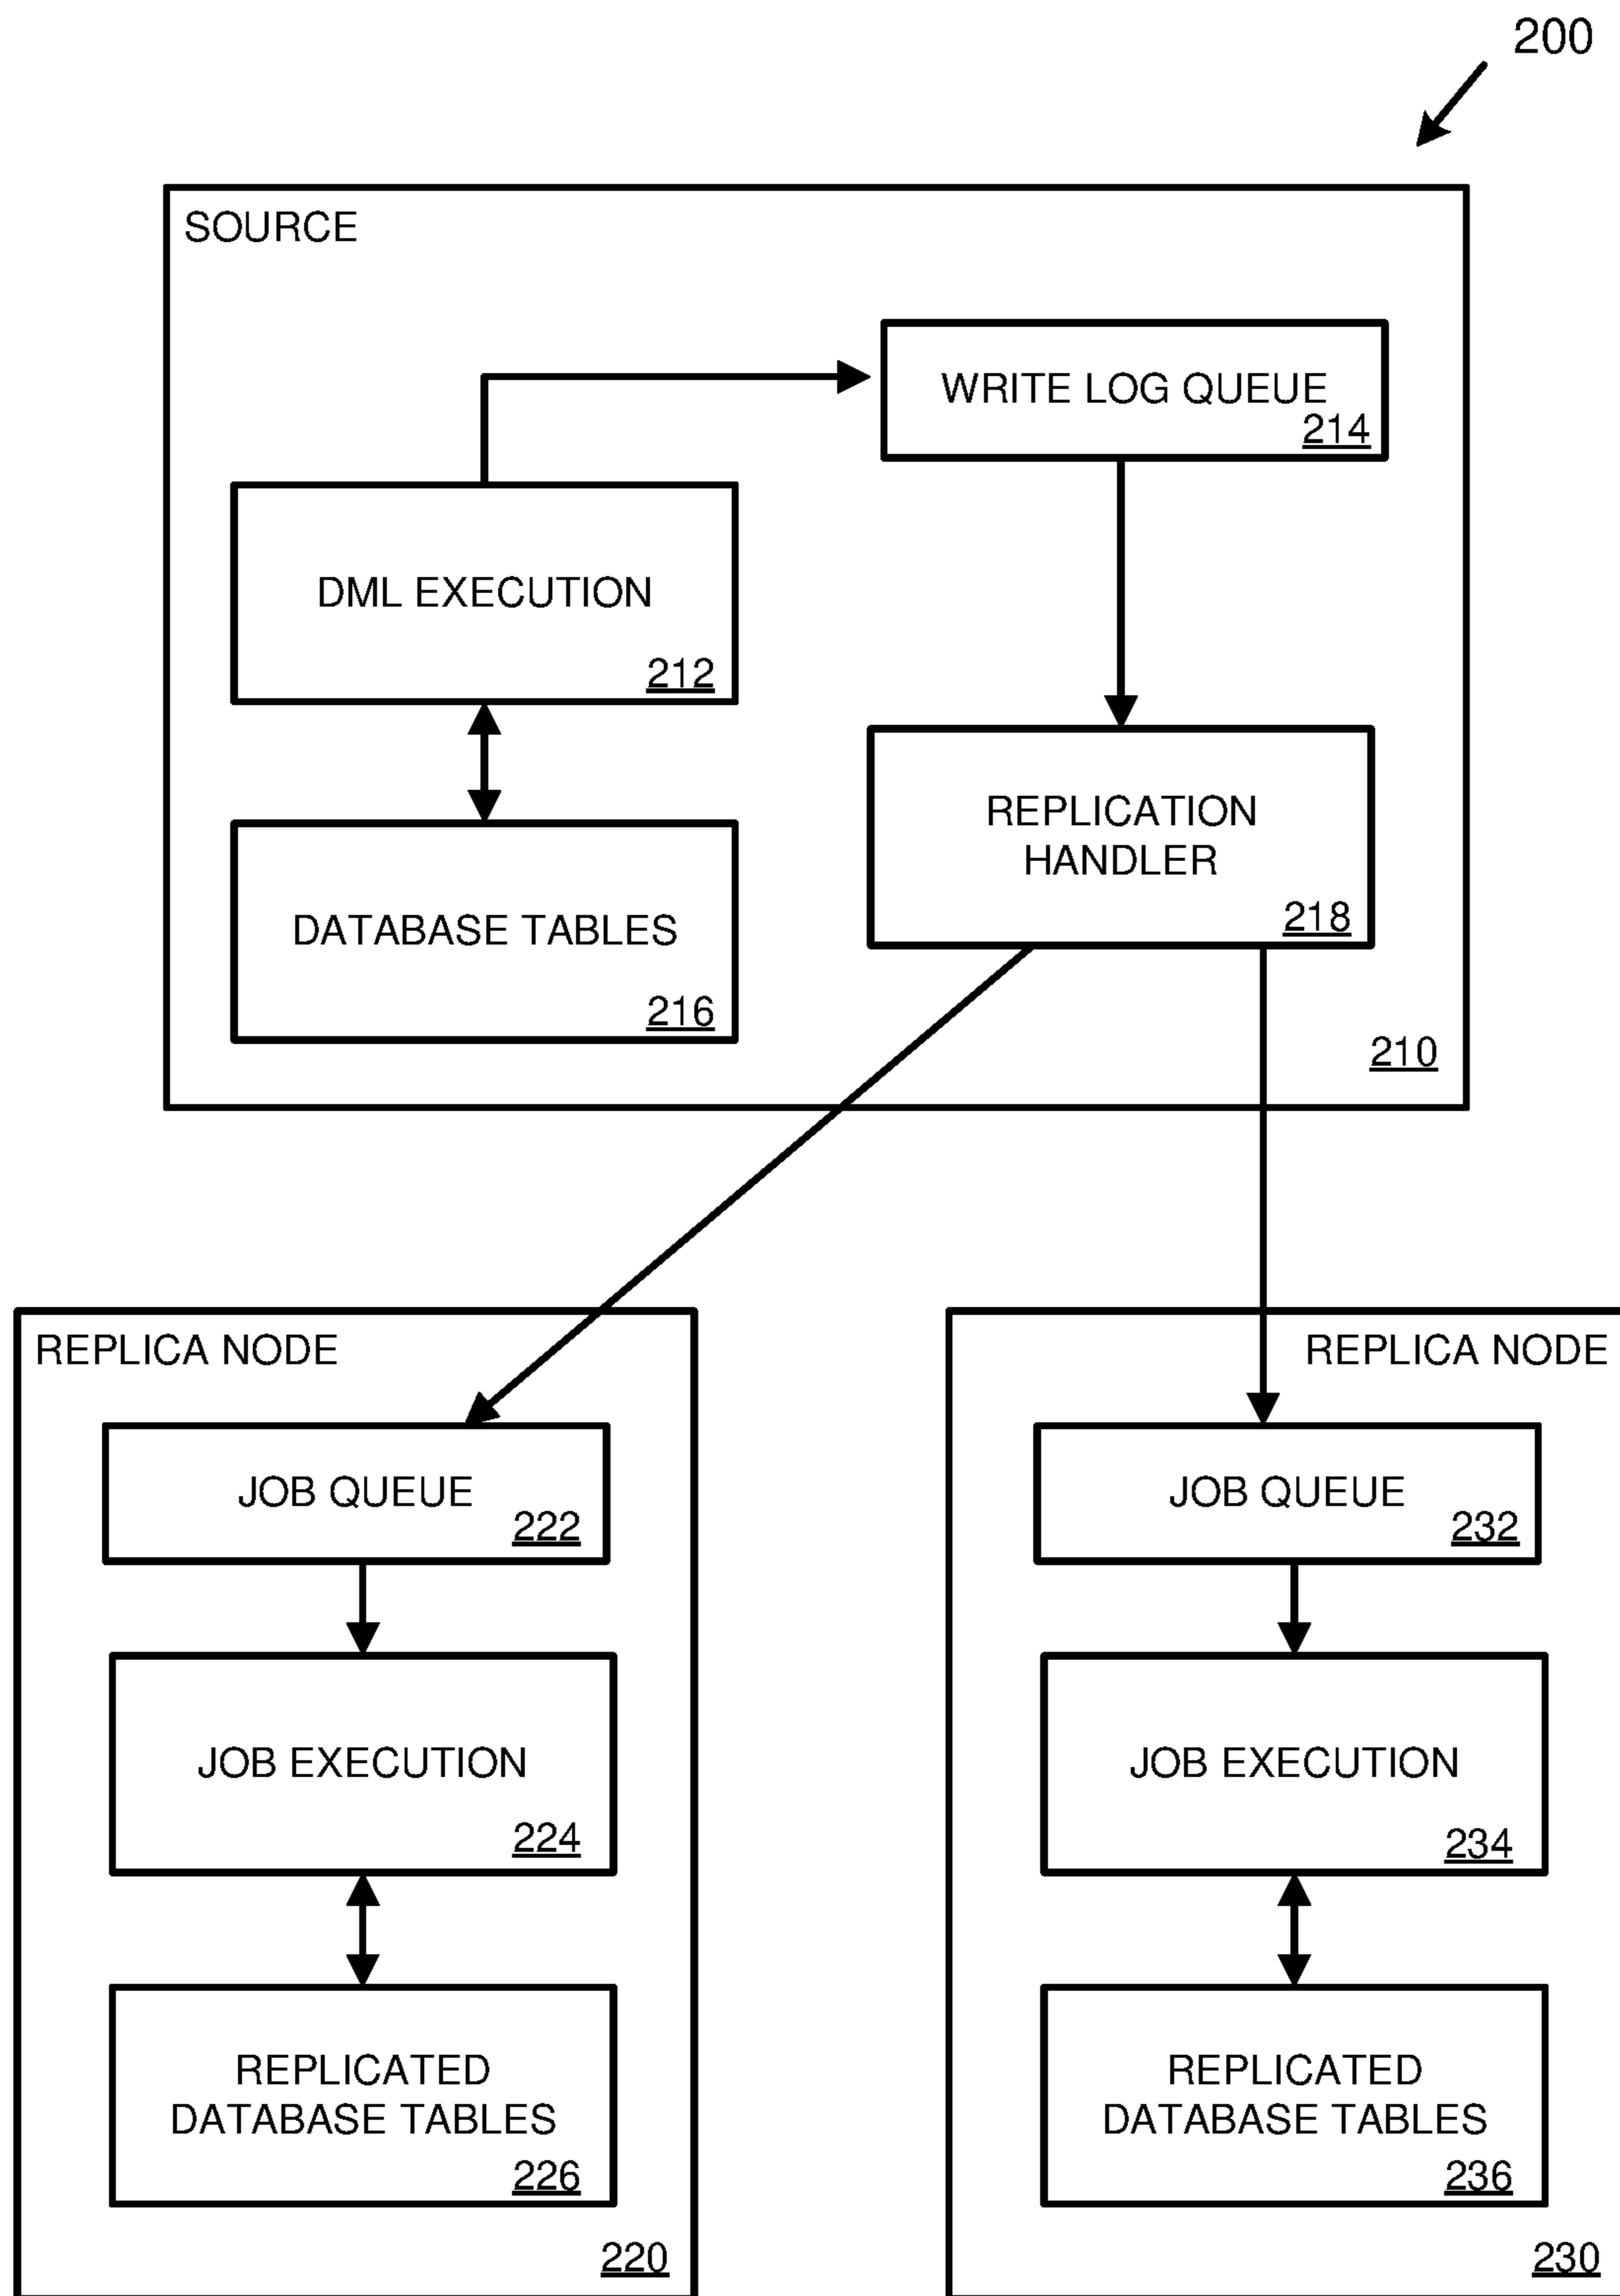 200
SOURCE
WRITE LOG QUEUE
214
DML EXECUTION
212
REPLICATION
HANDLER
218
DATABASE TABLES
216
210
REPLICA NODE
JOB QUEUE
222
JOB EXECUTION
224
REPLICATED
DATABASE TABLES
226
220
REPLICA NODE
JOB QUEUE
232
JOB EXECUTION
234
REPLICATED
DATABASE TABLES
236
230